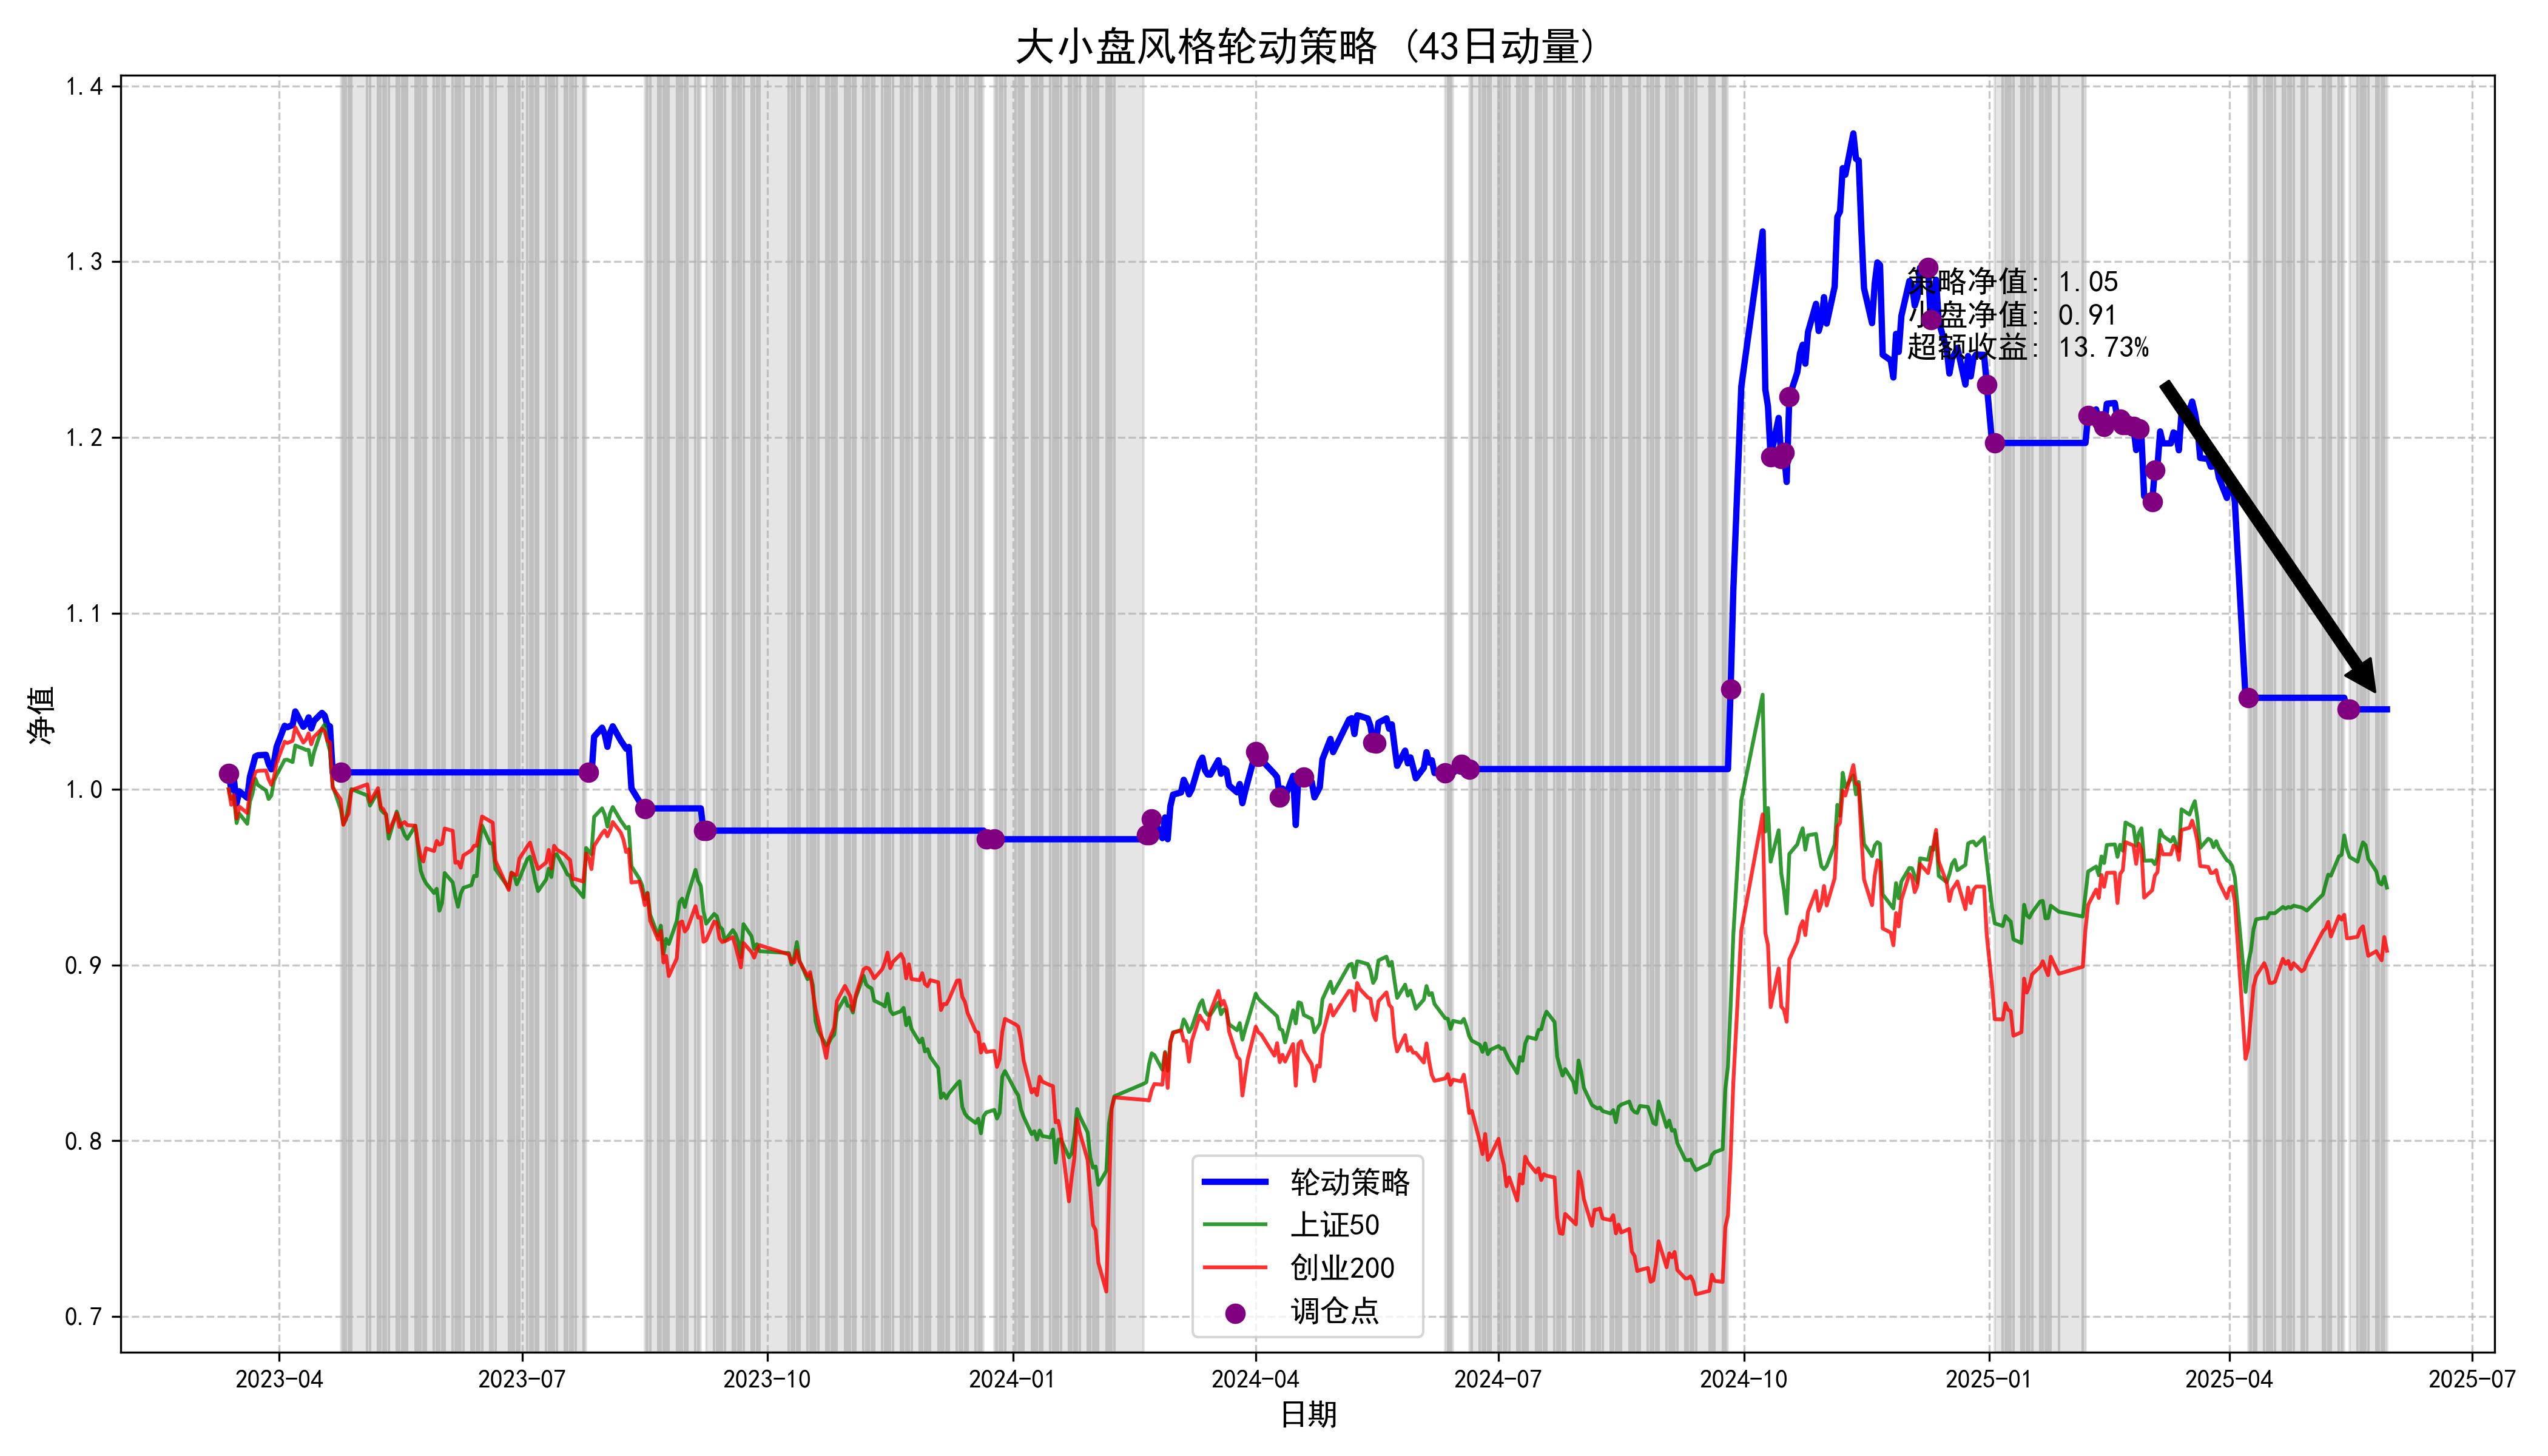 大小盘风格轮动策略 (43日动量)
净值
1.4
1.3
1.2
1.1
1.0
0.9
0.8
0.7
策略净值: 1.05
小盘净值: 0.91
超额收益: 13.73%
轮动策略
上证50
创业200
调仓点
2023-04
2023-07
2023-10
2024-01
2024-04
2024-07
2024-10
2025-01
2025-04
2025-07
日期